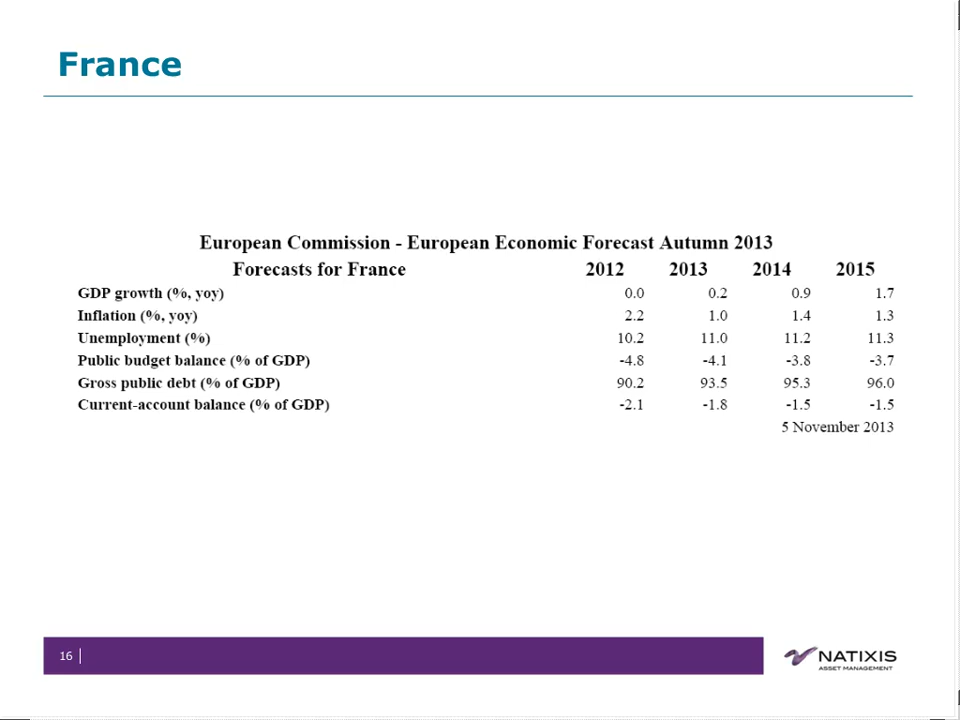 France
European Commission - European Economic Forecast Autumn 2013
Forecasts for France 2012 2013 2014 2015
GDP growth (%, yoy) 0.0 0.2 0.9 1.7
Inflation (%, yoy) 2.2 1.0 1.4 1.3
Unemployment (%) 10.2 11.0 11.2 11.3
Public budget balance (% of GDP) -4.8 -4.1 -3.8 -3.7
Gross public debt (% of GDP) 90.2 93.5 95.3 96.0
Current-account balance (% of GDP) -2.1 -1.8 -1.5 -1.5
5 November 2013
16
NATIXIS
ASSET MANAGEMENT